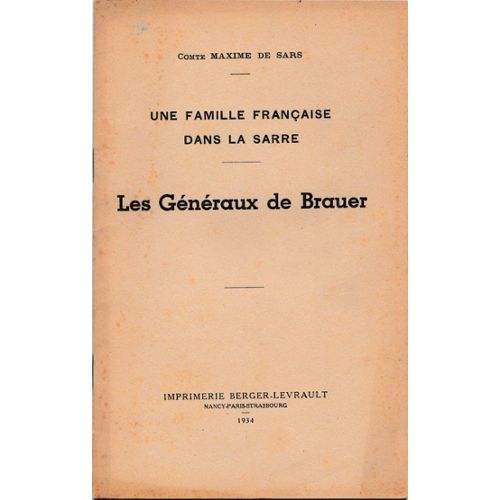 Comte MAXIME DE SARS
UNE FAMILLE FRANÇAISE
DANS LA SARRE
Les Généraux de Brauer
IMPRIMERIE BERGER-LEVRAULT
NANCY-PARIS-STRASBOURG
1934